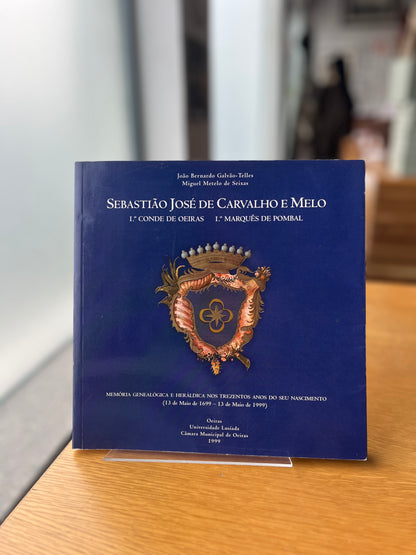 João Bernardo Galvão-Telles
Miguel Metelo de Seixas
SEBASTIÃO JOSÉ DE CARVALHO E MELO
1.º CONDE DE OEIRAS 1.º MARQUÊS DE POMBAL
MEMÓRIA GENEALÓGICA E HERÁLDICA NOS TREZENTOS ANOS DO SEU NASCIMENTO
(13 de Maio de 1699 – 13 de Maio de 1999)
Oeiras
Universidade Lusíada
Câmara Municipal de Oeiras
1999